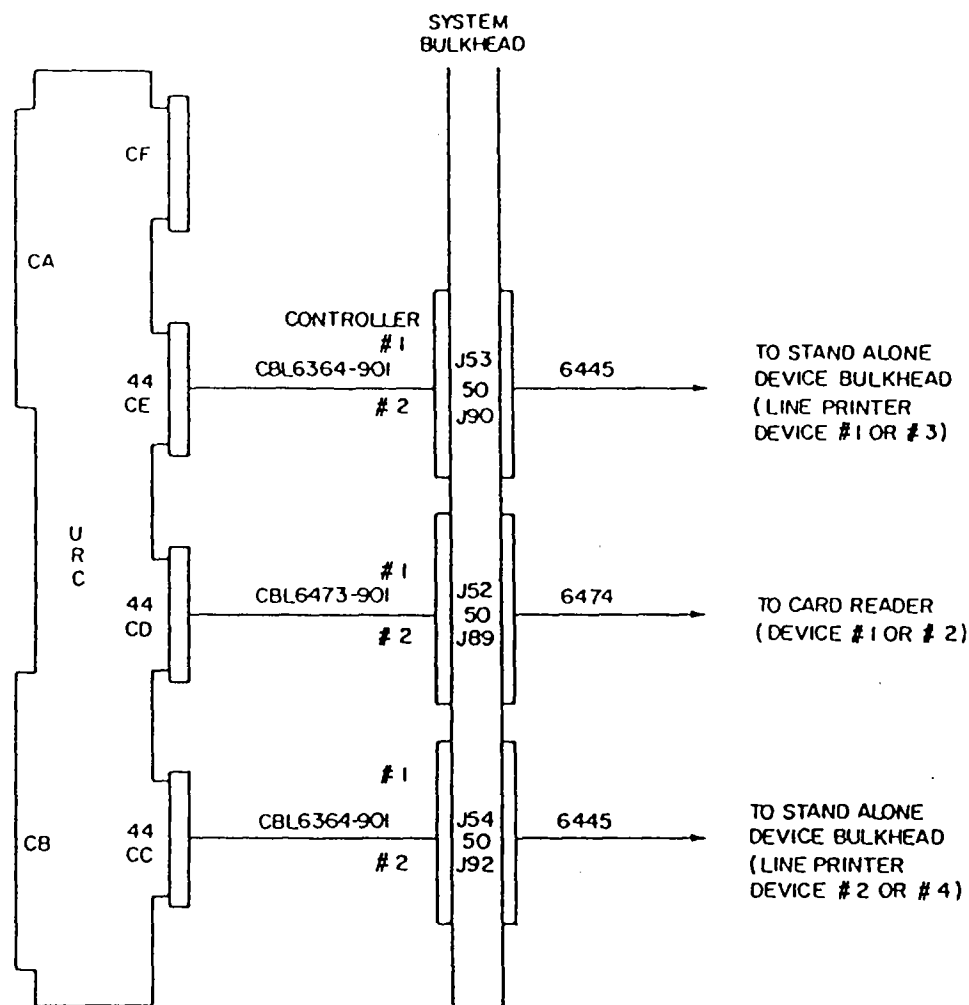 SYSTEM
BULKHEAD
CF
CA
CONTROLLER
#1
44
CE
CBL6364-901
#2
J53
50
J90
6445
TO STAND ALONE
DEVICE BULKHEAD
(LINE PRINTER
DEVICE #1 OR #3)
U
R
C
44
CD
#1
CBL6473-901
#2
J52
50
J89
6474
TO CARD READER
(DEVICE #1 OR #2)
CB
44
CC
#1
CBL6364-901
#2
J54
50
J92
6445
TO STAND ALONE
DEVICE BULKHEAD
(LINE PRINTER
DEVICE #2 OR #4)